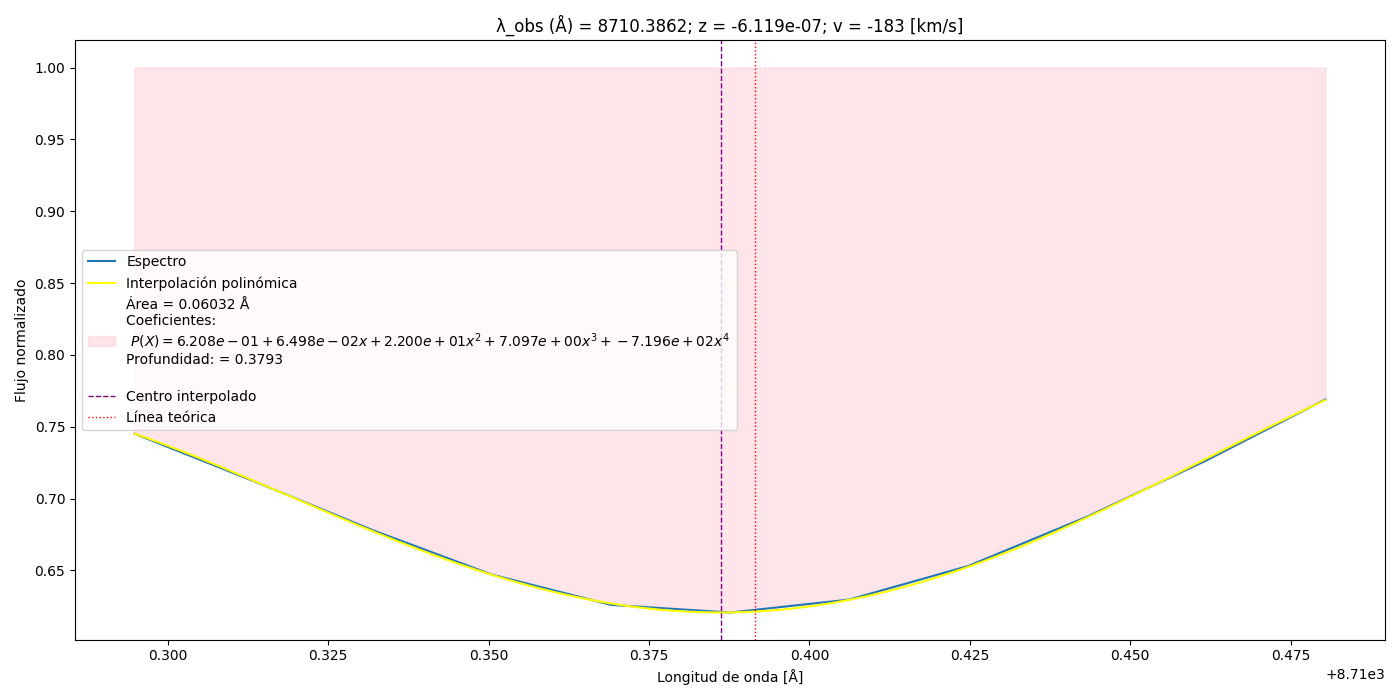 λ_obs (Å) = 8710.3862; z = -6.119e-07; v = -183 [km/s]
Flujo normalizado
1.00
0.95
0.90
0.85
0.80
0.75
0.70
0.65
Espectro
Interpolación polinómica
Área = 0.06032 Å
Coeficientes:
P(X) = 6.208e − 01 + 6.498e − 02x + 2.200e + 01x² + 7.097e + 00x³ + − 7.196e + 02x⁴
Profundidad: = 0.3793
Centro interpolado
Línea teórica
0.300 0.325 0.350 0.375 0.400 0.425 0.450 0.475
+8.71e3
Longitud de onda [Å]